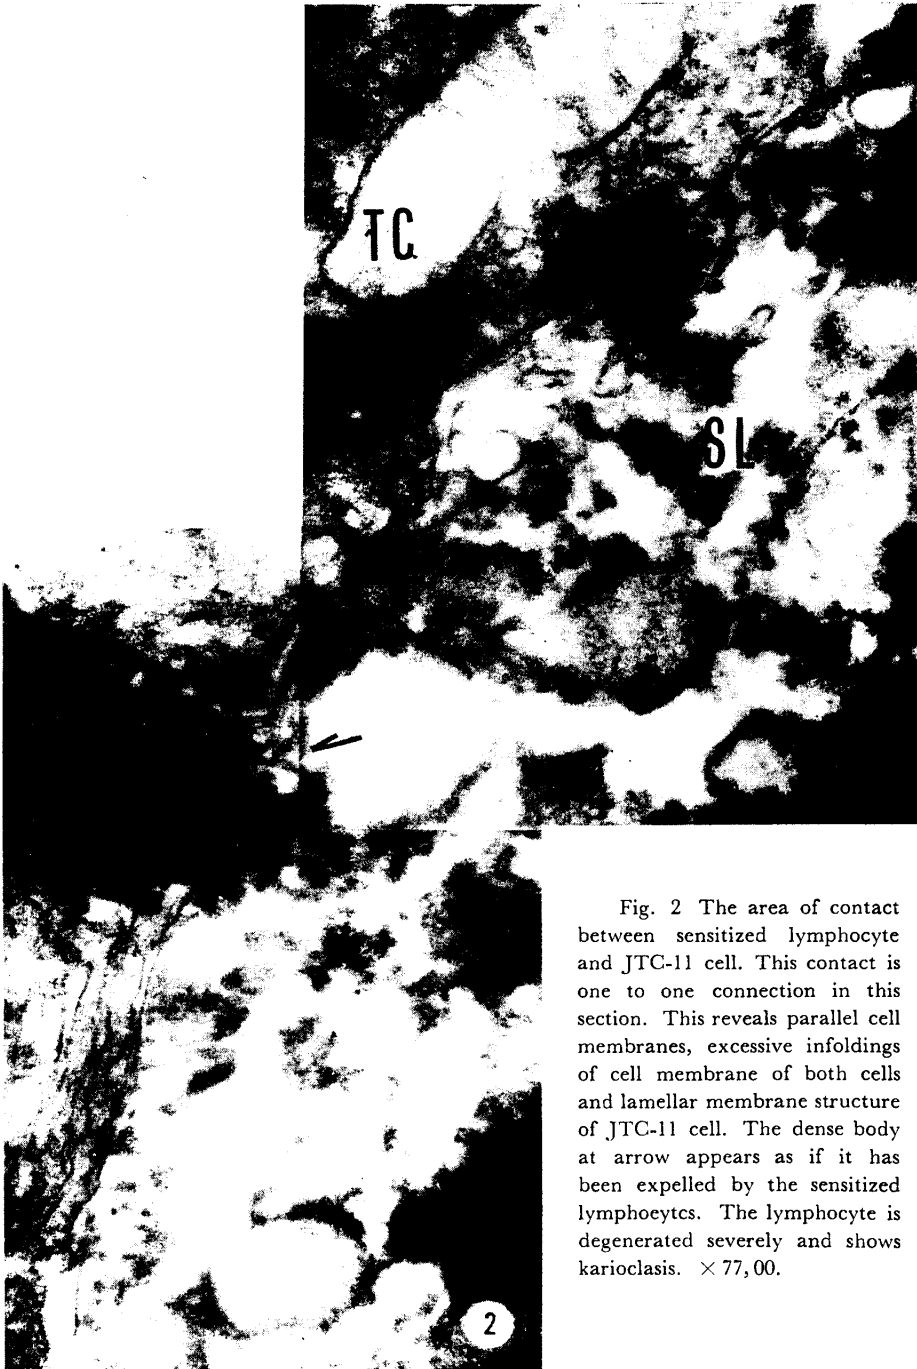 TC
SL
2
Fig. 2 The area of contact
between sensitized lymphocyte
and JTC-11 cell. This contact is
one to one connection in this
section. This reveals parallel cell
membranes, excessive infoldings
of cell membrane of both cells
and lamellar membrane structure
of JTC-11 cell. The dense body
at arrow appears as if it has
been expelled by the sensitized
lymphoeytcs. The lymphocyte is
degenerated severely and shows
karioclasis. × 77, 00.